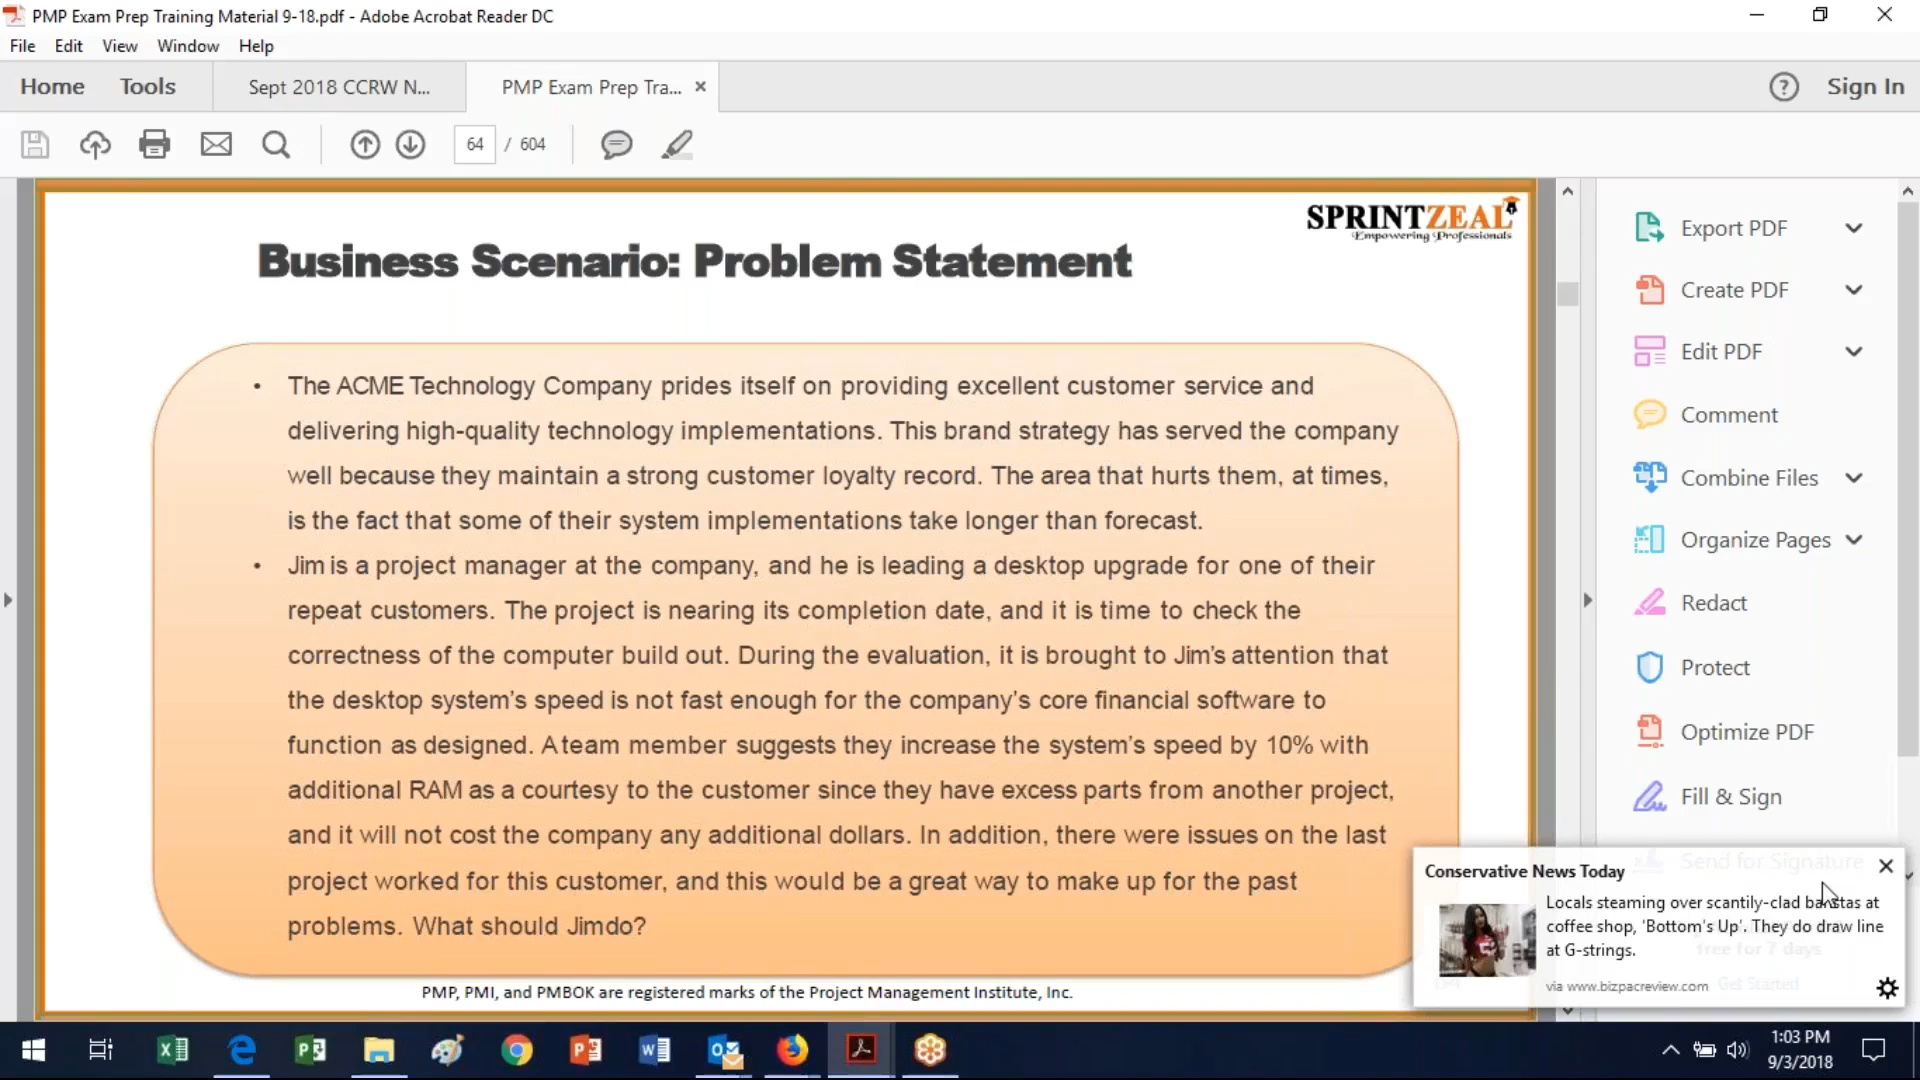 PMP Exam Prep Training Material 9-18.pdf - Adobe Acrobat Reader DC
File Edit View Window Help
Home Tools Sept 2018 CCRW N... PMP Exam Prep Tra... × ? Sign In
64 / 604
SPRINTZEAL
Empowering Professionals
Business Scenario: Problem Statement
• The ACME Technology Company prides itself on providing excellent customer service and
delivering high-quality technology implementations. This brand strategy has served the company
well because they maintain a strong customer loyalty record. The area that hurts them, at times,
is the fact that some of their system implementations take longer than forecast.
• Jim is a project manager at the company, and he is leading a desktop upgrade for one of their
repeat customers. The project is nearing its completion date, and it is time to check the
correctness of the computer build out. During the evaluation, it is brought to Jim's attention that
the desktop system's speed is not fast enough for the company's core financial software to
function as designed. A team member suggests they increase the system's speed by 10% with
additional RAM as a courtesy to the customer since they have excess parts from another project,
and it will not cost the company any additional dollars. In addition, there were issues on the last
project worked for this customer, and this would be a great way to make up for the past
problems. What should Jim do?
PMP, PMI, and PMBOK are registered marks of the Project Management Institute, Inc.
Export PDF
Create PDF
Edit PDF
Comment
Combine Files
Organize Pages
Redact
Protect
Optimize PDF
Fill & Sign
Send for Signature
Conservative News Today
Locals steaming over scantily-clad baristas at
coffee shop, 'Bottom's Up'. They do draw line
at G-strings.
free for 7 days
via www.bizpacreview.com
Get Started
1:03 PM
9/3/2018